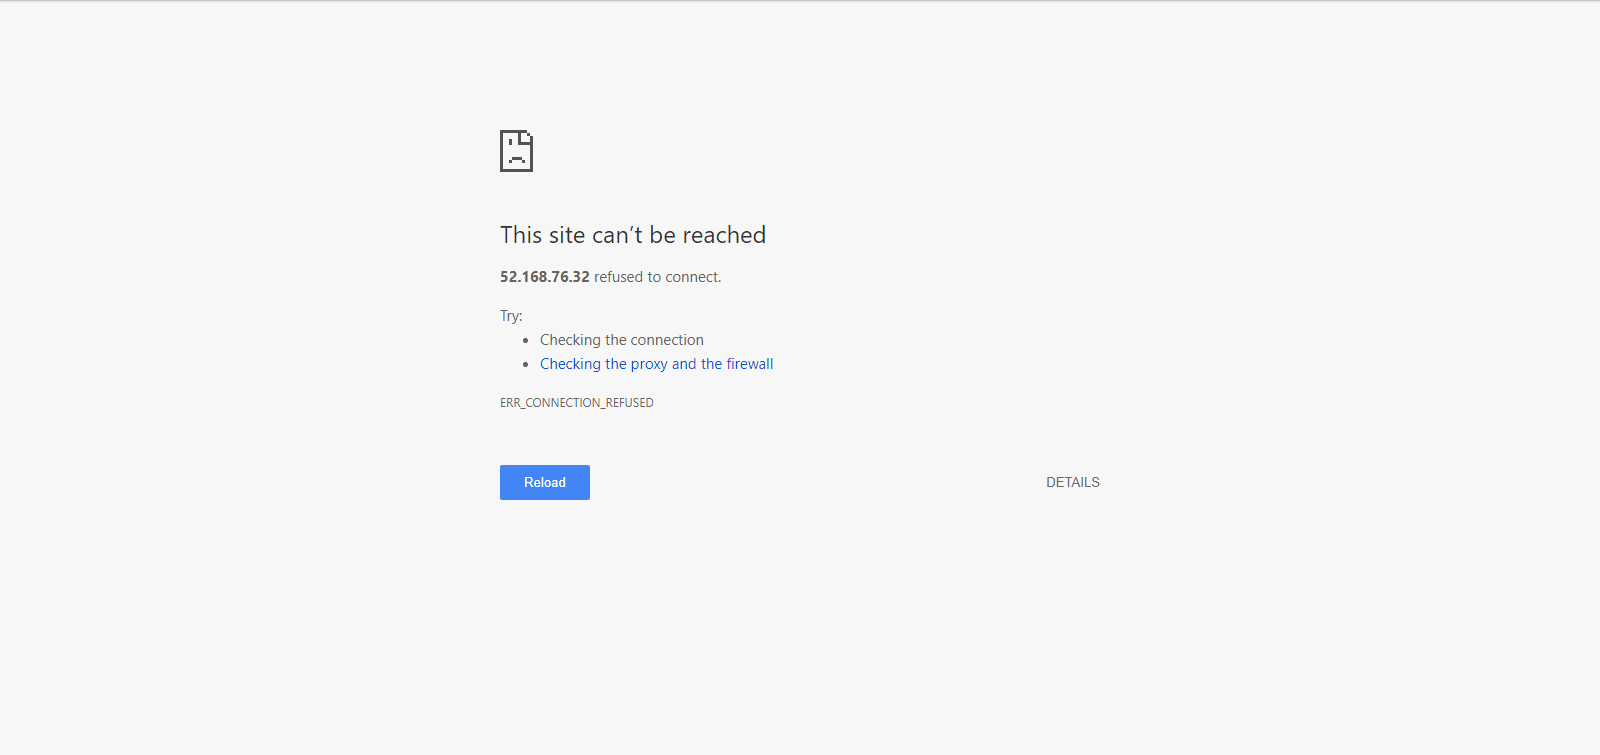 This site can’t be reached
52.168.76.32 refused to connect.
Try:
Checking the connection
Checking the proxy and the firewall
ERR_CONNECTION_REFUSED
Reload
DETAILS